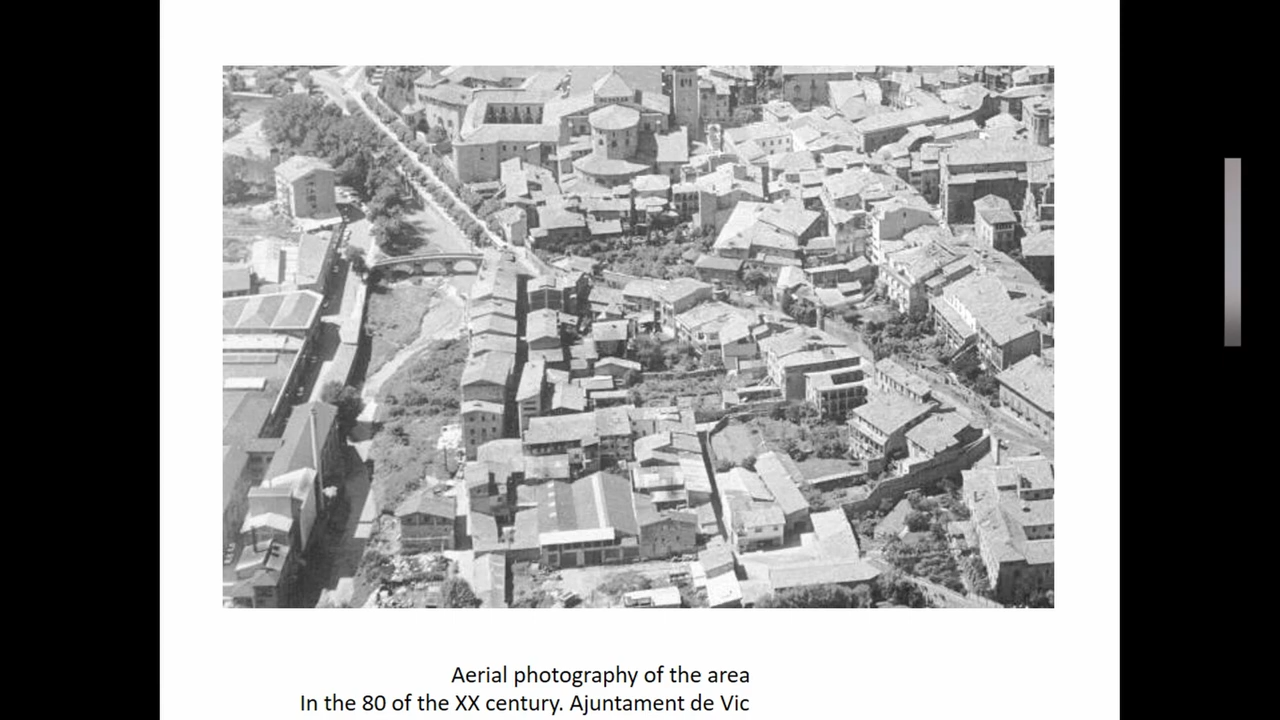 Aerial photography of the area
In the 80 of the XX century. Ajuntament de Vic